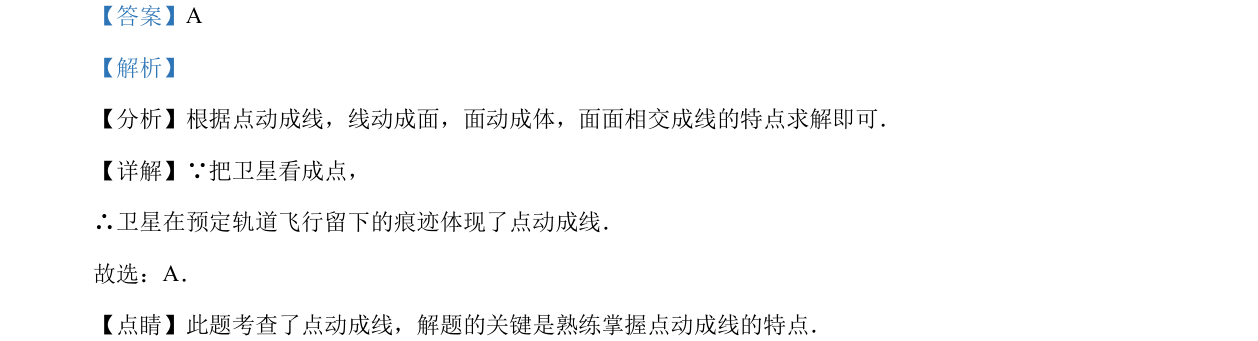 【答案】A
【解析】
【分析】根据点动成线，线动成面，面动成体，面面相交成线的特点求解即可．
【详解】∵把卫星看成点，
∴卫星在预定轨道飞行留下的痕迹体现了点动成线．
故选：A．
【点睛】此题考查了点动成线，解题的关键是熟练掌握点动成线的特点．